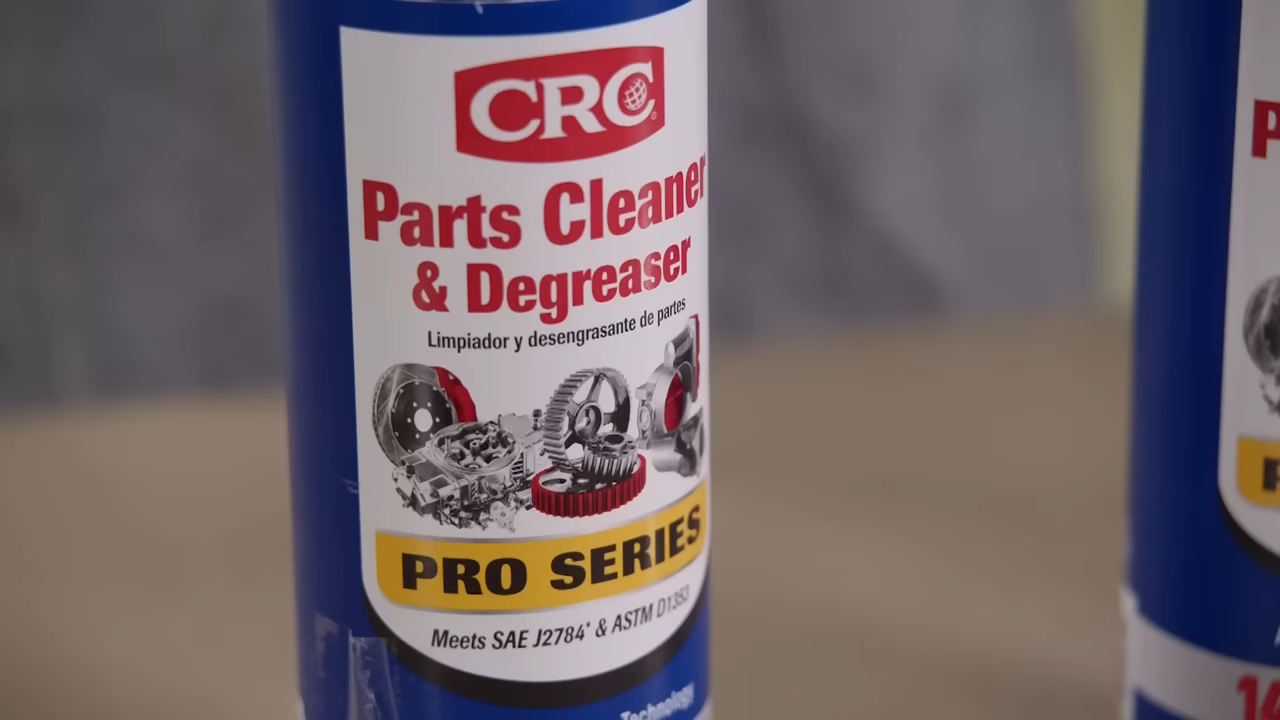 CRC
Parts Cleaner
& Degreaser
Limpiador y desengrasante de partes
PRO SERIES
Meets SAE J2784* & ASTM D1353
Technology